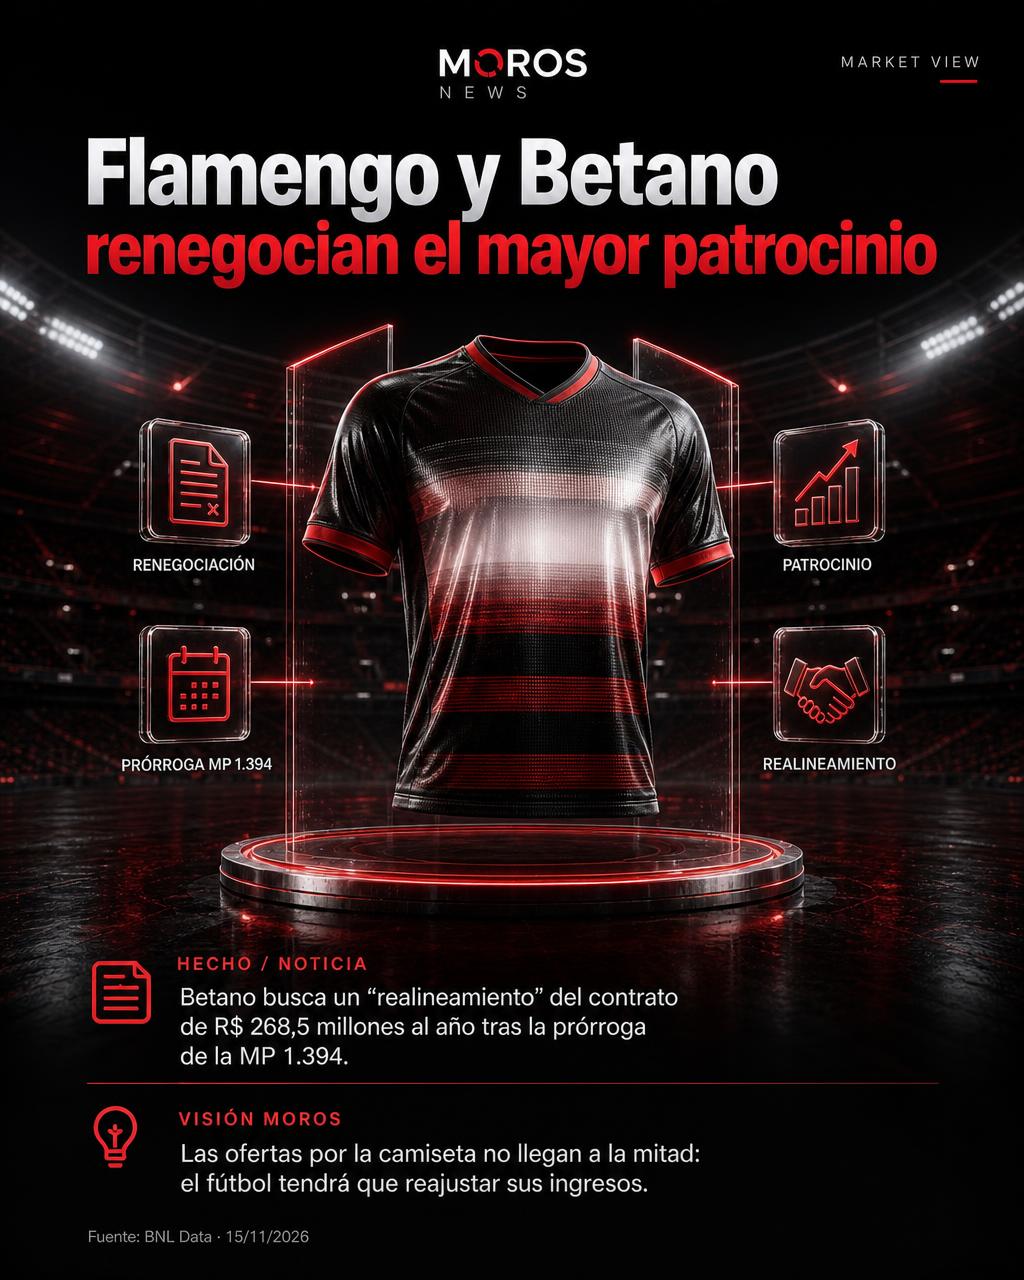 MOROS
NEWS
MARKET VIEW
Flamengo y Betano
renegocian el mayor patrocinio
RENEGOCIACIÓN
PATROCINIO
PRÓRROGA MP 1.394
REALINEAMIENTO
HECHO / NOTICIA
Betano busca un “realineamiento” del contrato
de R$ 268,5 millones al año tras la prórroga
de la MP 1.394.
VISIÓN MOROS
Las ofertas por la camiseta no llegan a la mitad:
el fútbol tendrá que reajustar sus ingresos.
Fuente: BNL Data · 15/11/2026